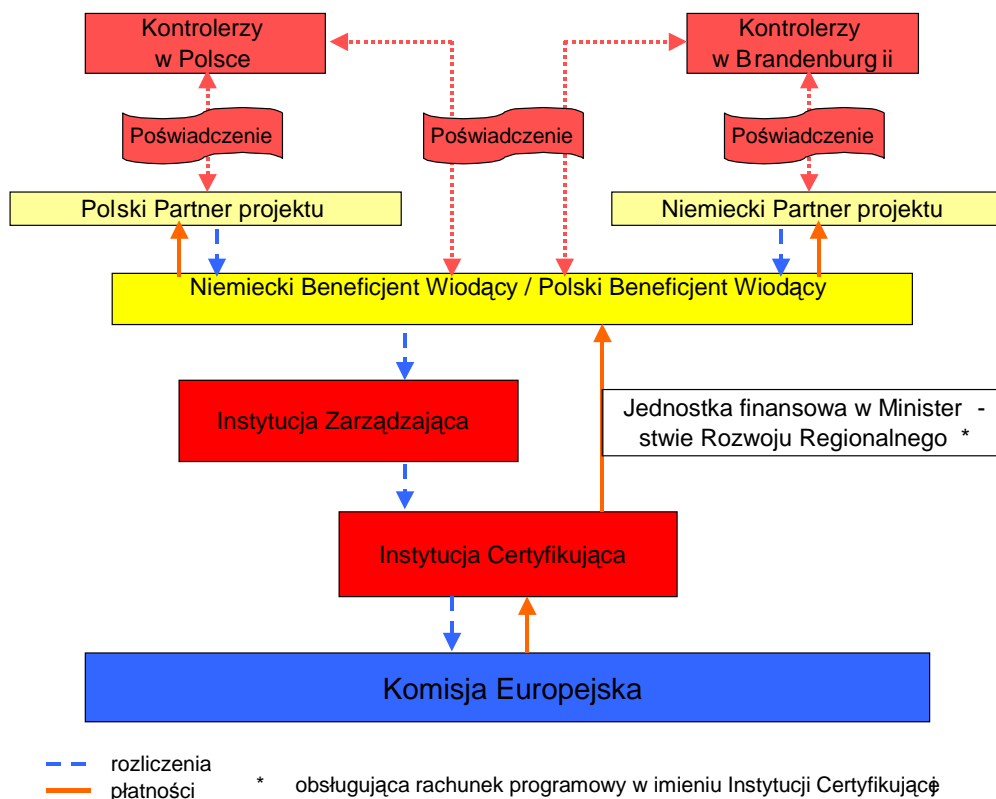 Kontrolerzy
w Polsce
Kontrolerzy
w Brandenburgii
Poświadczenie
Poświadczenie
Poświadczenie
Polski Partner projektu
Niemiecki Partner projektu
Niemiecki Beneficjent Wiodący / Polski Beneficjent Wiodący
Instytucja Zarządzająca
Jednostka finansowa w Minister -
stwie Rozwoju Regionalnego *
Instytucja Certyfikująca
Komisja Europejska
rozliczenia
płatności
* obsługująca rachunek programowy w imieniu Instytucji Certyfikującej